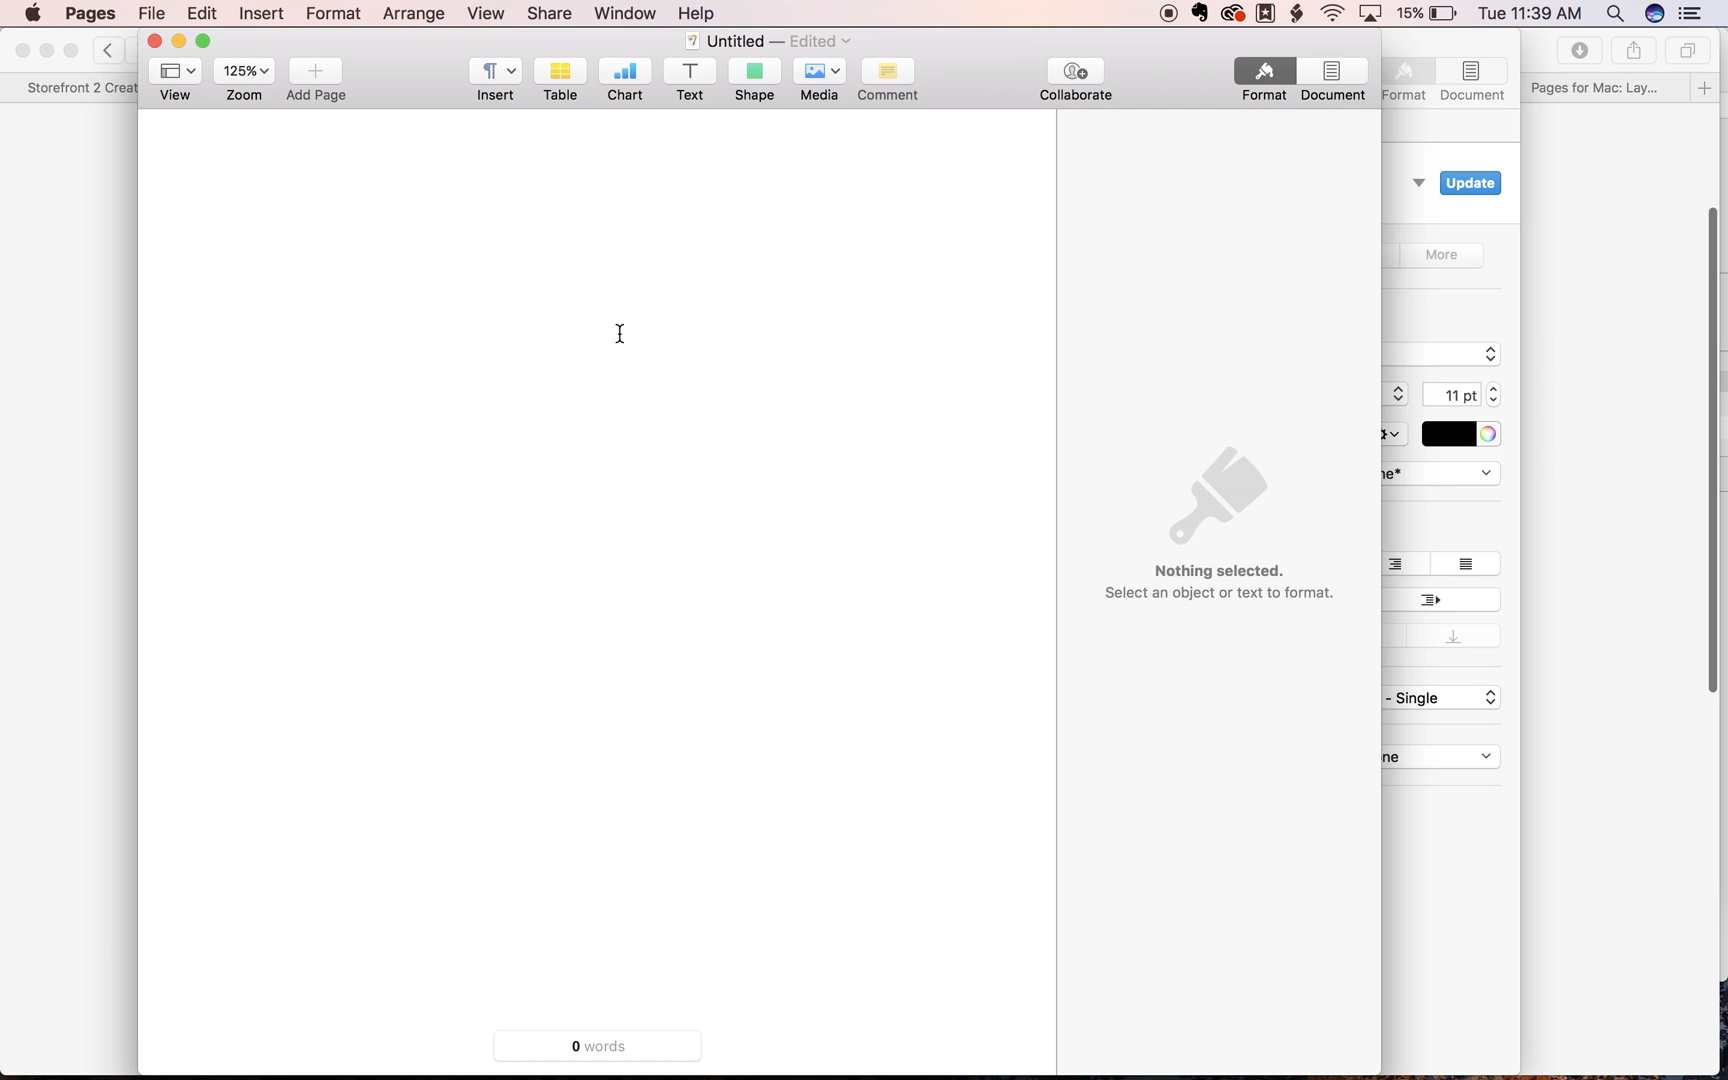 Pages File Edit Insert Format Arrange View Share Window Help 15% Tue 11:39 AM
Untitled — Edited
125%
View Zoom Add Page Insert Table Chart Text Shape Media Comment Collaborate Format Document Format Document
Storefront 2 Creat
Pages for Mac: Lay...
Update
More
11 pt
ne*
Nothing selected.
Select an object or text to format.
- Single
ne
0 words